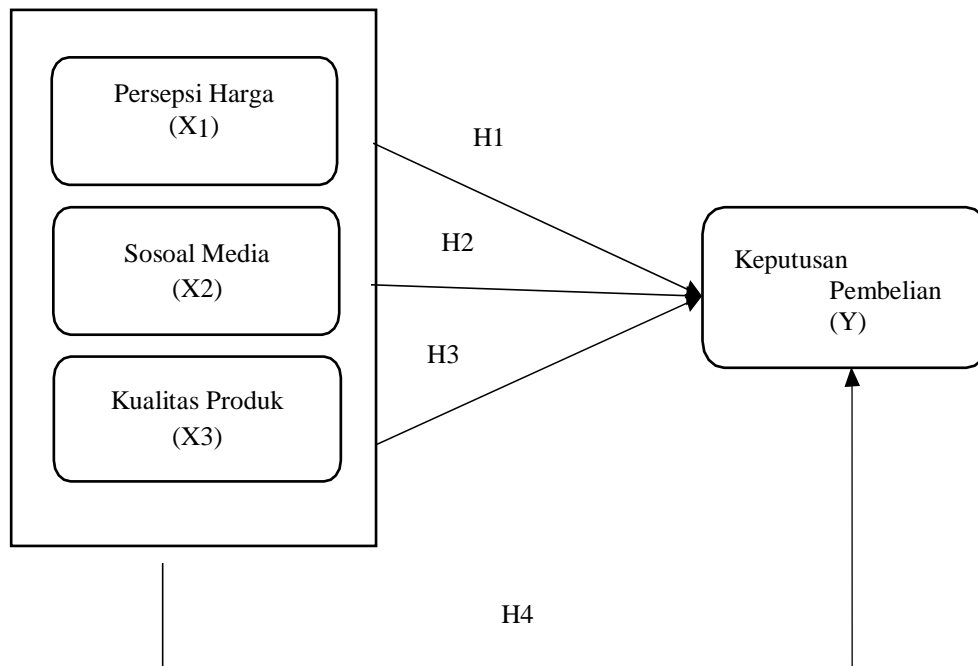 Persepsi Harga
(X1)
H1
Sosoal Media
(X2)
H2
Kualitas Produk
(X3)
H3
Keputusan
Pembelian
(Y)
H4